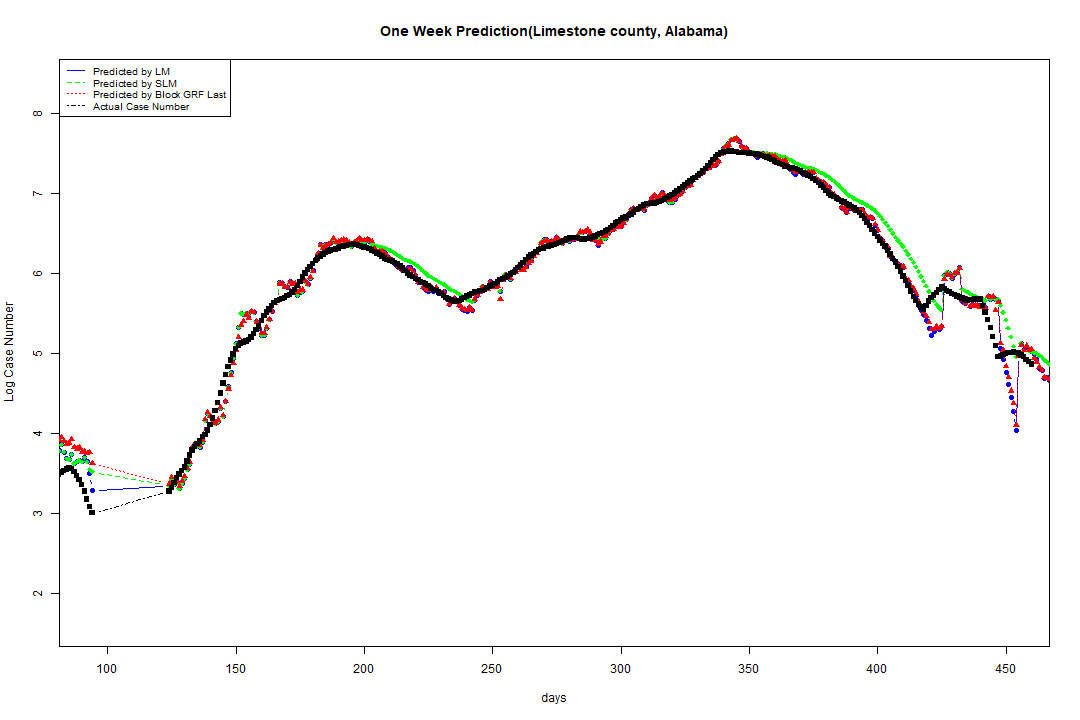 One Week Prediction(Limestone county, Alabama)
Predicted by LM
Predicted by SLM
Predicted by Block GRF Last
Actual Case Number
8
7
6
5
4
3
2
Log Case Number
100 150 200 250 300 350 400 450
days